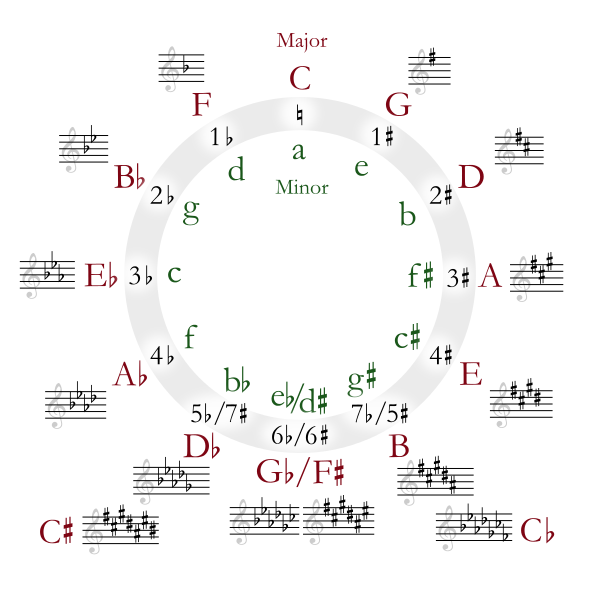 Major
C
F
G
♮
1♭
1♯
a
d
e
B♭
D
Minor
2♭
2♯
g
b
E♭
3♭
c
f♯
3♯
A
f
c♯
4♭
4♯
A♭
E
b♭
g♯
e♭/d♯
5♭/7♯
7♭/5♯
6♭/6♯
D♭
B
G♭/F♯
C♯
C♭